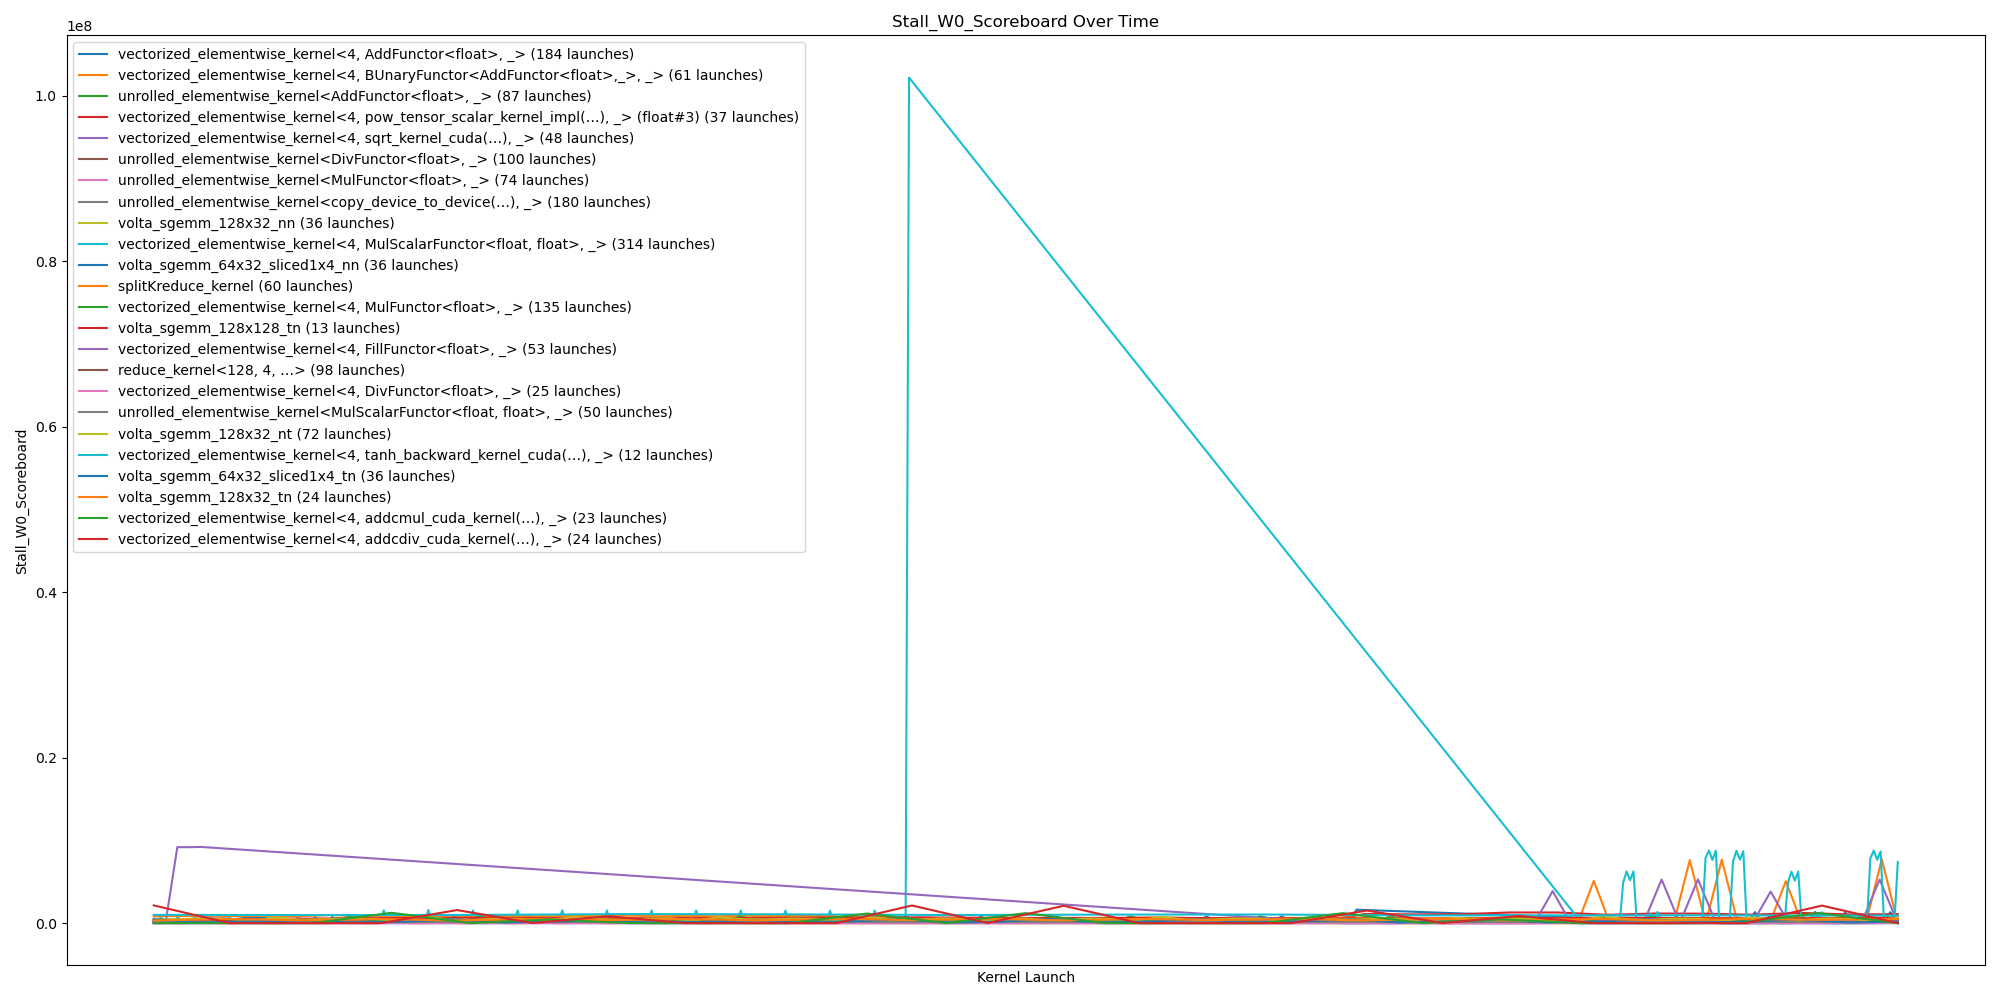 Stall_W0_Scoreboard Over Time
1e8
vectorized_elementwise_kernel<4, AddFunctor<float>, _> (184 launches)
vectorized_elementwise_kernel<4, BUnaryFunctor<AddFunctor<float>,_>, _> (61 launches)
unrolled_elementwise_kernel<AddFunctor<float>, _> (87 launches)
vectorized_elementwise_kernel<4, pow_tensor_scalar_kernel_impl(...), _> (float#3) (37 launches)
vectorized_elementwise_kernel<4, sqrt_kernel_cuda(...), _> (48 launches)
unrolled_elementwise_kernel<DivFunctor<float>, _> (100 launches)
unrolled_elementwise_kernel<MulFunctor<float>, _> (74 launches)
unrolled_elementwise_kernel<copy_device_to_device(...), _> (180 launches)
volta_sgemm_128x32_nn (36 launches)
vectorized_elementwise_kernel<4, MulScalarFunctor<float, float>, _> (314 launches)
volta_sgemm_64x32_sliced1x4_nn (36 launches)
splitKreduce_kernel (60 launches)
vectorized_elementwise_kernel<4, MulFunctor<float>, _> (135 launches)
volta_sgemm_128x128_tn (13 launches)
vectorized_elementwise_kernel<4, FillFunctor<float>, _> (53 launches)
reduce_kernel<128, 4, ...> (98 launches)
vectorized_elementwise_kernel<4, DivFunctor<float>, _> (25 launches)
unrolled_elementwise_kernel<MulScalarFunctor<float, float>, _> (50 launches)
volta_sgemm_128x32_nt (72 launches)
vectorized_elementwise_kernel<4, tanh_backward_kernel_cuda(...), _> (12 launches)
volta_sgemm_64x32_sliced1x4_tn (36 launches)
volta_sgemm_128x32_tn (24 launches)
vectorized_elementwise_kernel<4, addcmul_cuda_kernel(...), _> (23 launches)
vectorized_elementwise_kernel<4, addcdiv_cuda_kernel(...), _> (24 launches)
1.0
0.8
0.6
0.4
0.2
0.0
Stall_W0_Scoreboard
Kernel Launch